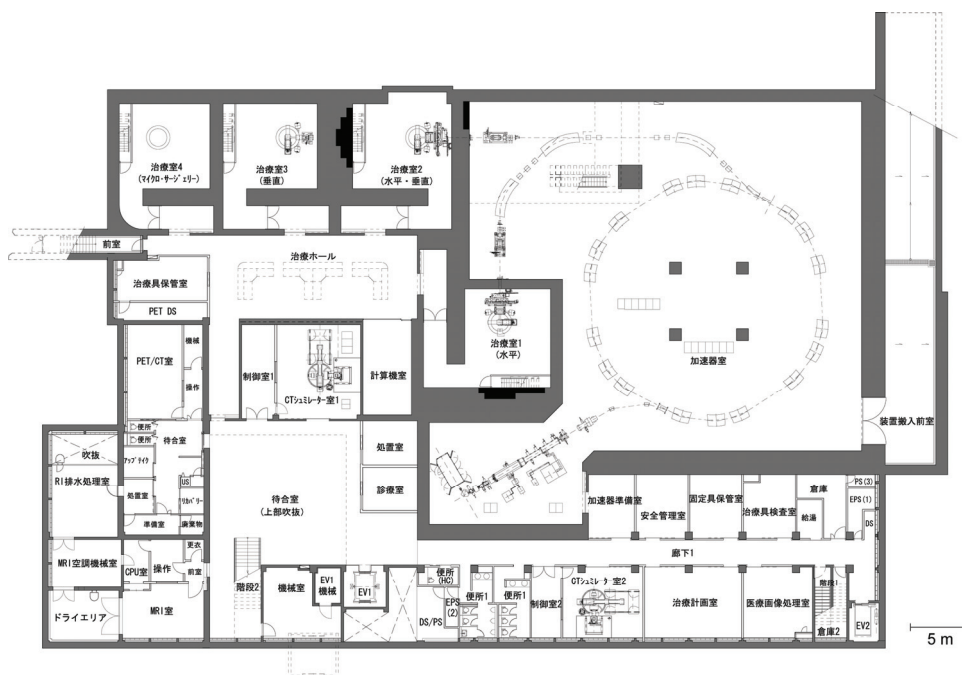 治療室4
(マイクロ・サージェリー)
治療室3
(垂直)
治療室2
(水平・垂直)
前室
治療ホール
治療具保管室
PET DS
治療室1
(水平)
加速器室
装置搬入前室
PET/CT室
機械
操作
制御室1
CTシュミレーター室1
計算機室
便所
便所
待合室
吹抜
アップテイク
RI排水処理室
処置室
US
リカバリー
準備室
廃棄物
待合室
(上部吹抜)
処置室
診療室
加速器準備室
安全管理室
固定具保管室
治療具検査室
倉庫
給湯
PS(3)
EPS(1)
DS
廊下1
MRI空調機械室
CPU室
操作
更衣
前室
ドライエリア
MRI室
階段2
機械室
EV1
機械
EV1
便所
(HC)
EPS
(2)
DS/PS
便所1
便所1
制御室2
CTシュミレーター室2
治療計画室
医療画像処理室
階段1
倉庫2
EV2
5 m